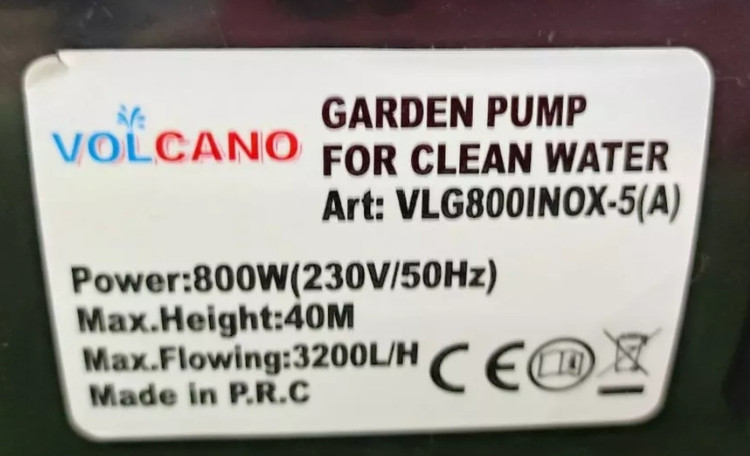 VOLCANO
GARDEN PUMP
FOR CLEAN WATER
Art: VLG800INOX-5(A)
Power:800W(230V/50Hz)
Max.Height:40M
Max.Flowing:3200L/H
Made in P.R.C
CE